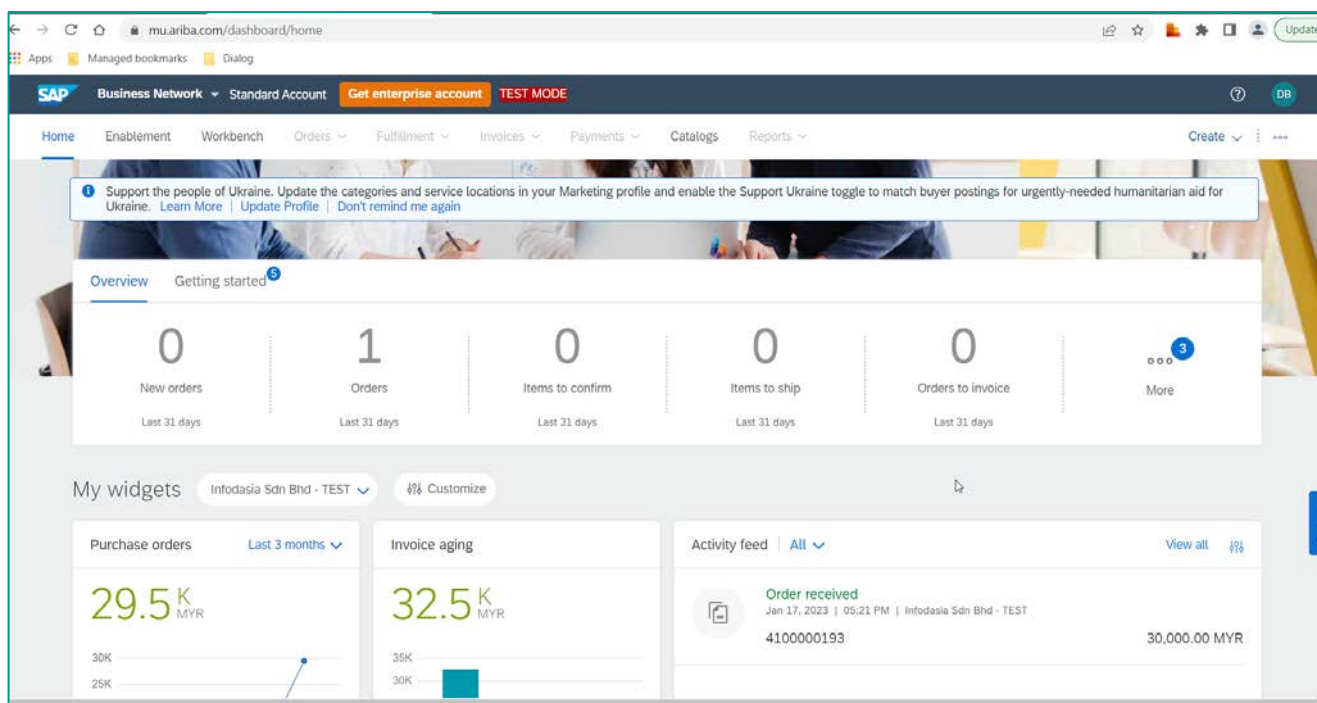 mu.ariba.com/dashboard/home
Update
Apps Managed bookmarks Dialog
SAP Business Network Standard Account Get enterprise account TEST MODE DB
Home Enablement Workbench Orders Fulfillment Invoices Payments Catalogs Reports Create
Support the people of Ukraine. Update the categories and service locations in your Marketing profile and enable the Support Ukraine toggle to match buyer postings for urgently-needed humanitarian aid for
Ukraine. Learn More | Update Profile | Don't remind me again
Overview Getting started 5
0 1 0 0 0 3
New orders Orders Items to confirm Items to ship Orders to invoice More
Last 31 days Last 31 days Last 31 days Last 31 days Last 31 days
My widgets Infodasia Sdn Bhd - TEST Customize
Purchase orders Last 3 months Invoice aging Activity feed | All View all
29.5 K MYR 32.5 K MYR
Order received
Jan 17, 2023 | 05:21 PM | Infodasia Sdn Bhd - TEST
4100000193 30,000.00 MYR
30K 35K
25K 30K